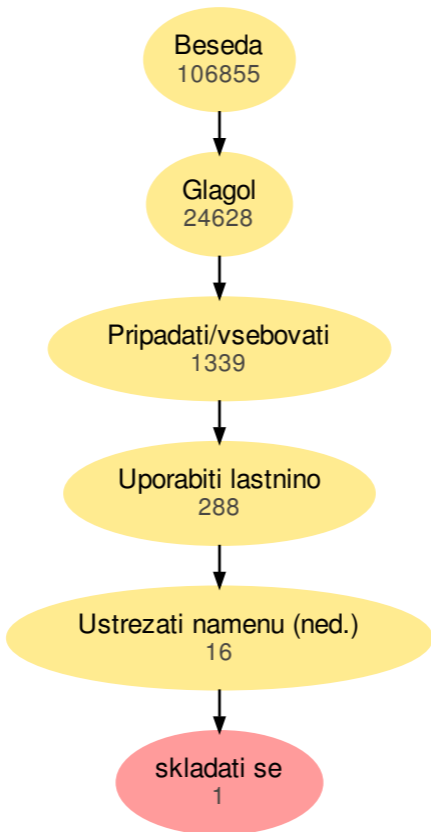 Beseda
106855
Glagol
24628
Pripadati/vsebovati
1339
Uporabiti lastnino
288
Ustrezati namenu (ned.)
16
skladati se
1